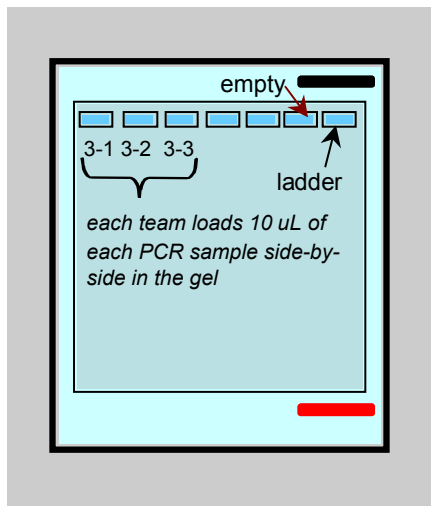 empty
3-1 3-2 3-3
ladder
each team loads 10 uL of
each PCR sample side-by-
side in the gel